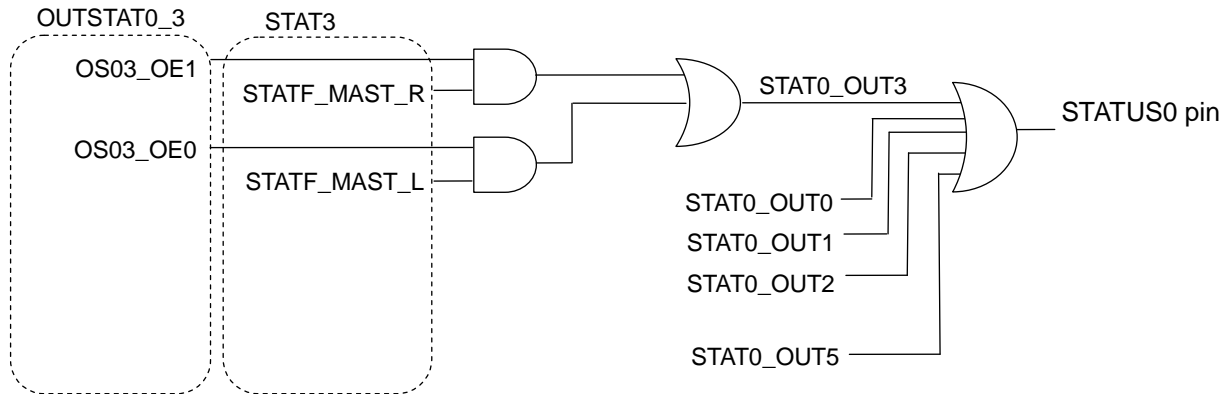 OUTSTAT0_3
STAT3
OS03_OE1
STATF_MAST_R
OS03_OE0
STATF_MAST_L
STAT0_OUT3
STATUS0 pin
STAT0_OUT0
STAT0_OUT1
STAT0_OUT2
STAT0_OUT5